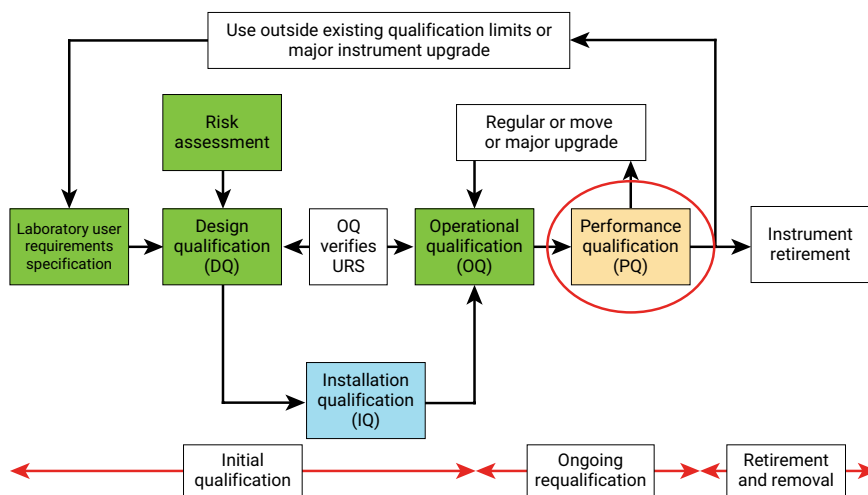 Use outside existing qualification limits or
major instrument upgrade
Risk
assessment
Regular or move
or major upgrade
Laboratory user
requirements
specification
Design
qualification
(DQ)
OQ
verifies
URS
Operational
qualification
(OQ)
Performance
qualification
(PQ)
Instrument
retirement
Installation
qualification
(IQ)
Initial
qualification
Ongoing
requalification
Retirement
and removal